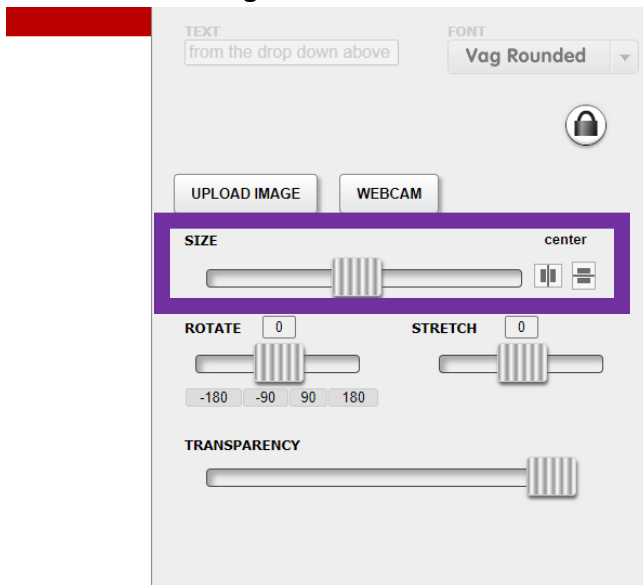 TEXT FONT
from the drop down above Vag Rounded
UPLOAD IMAGE WEBCAM
SIZE center
ROTATE 0 STRETCH 0
-180 -90 90 180
TRANSPARENCY